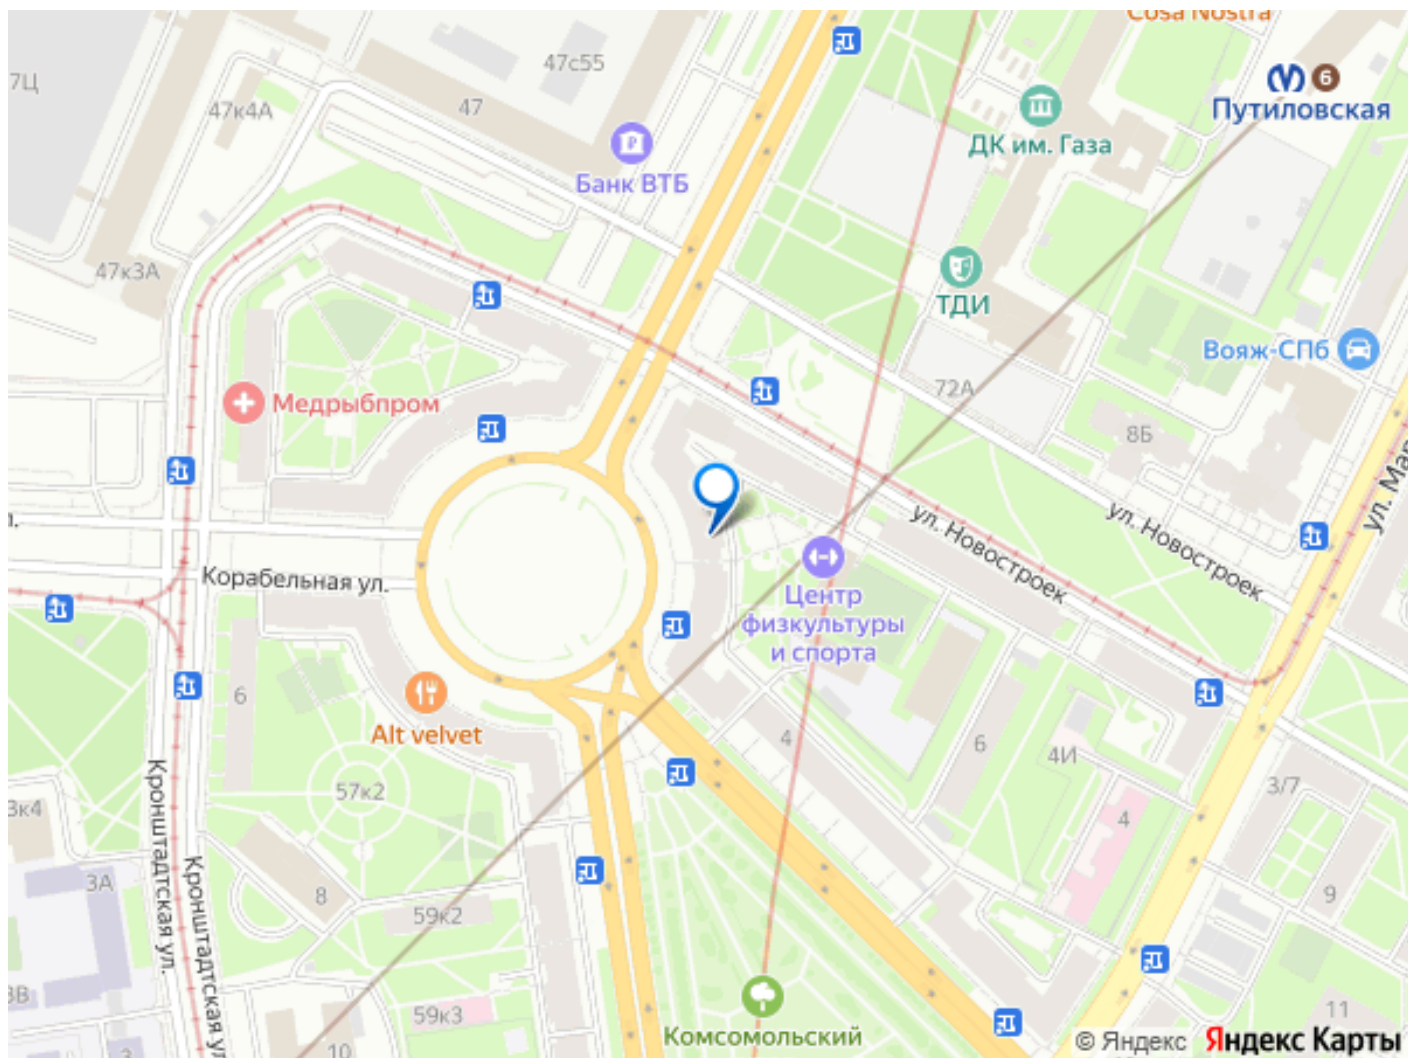 Cosa Nostra
47с55
7Ц
6
47
47к4А
Путиловская
ДК им. Газа
Банк ВТБ
47к3А
ТДИ
Вояж-СПб
72А
Медрыбпром
8Б
ул. Новостроек
ул. Новостроек
Корабельная ул.
Центр
физкультуры
и спорта
6
Alt velvet
4
6
4И
3/7
57к2
3к4
4
Кронштадтская ул.
Кронштадтская ул.
3А
8
9
59к2
3В
59к3
11
Комсомольский
10
3
© Яндекс Яндекс Карты